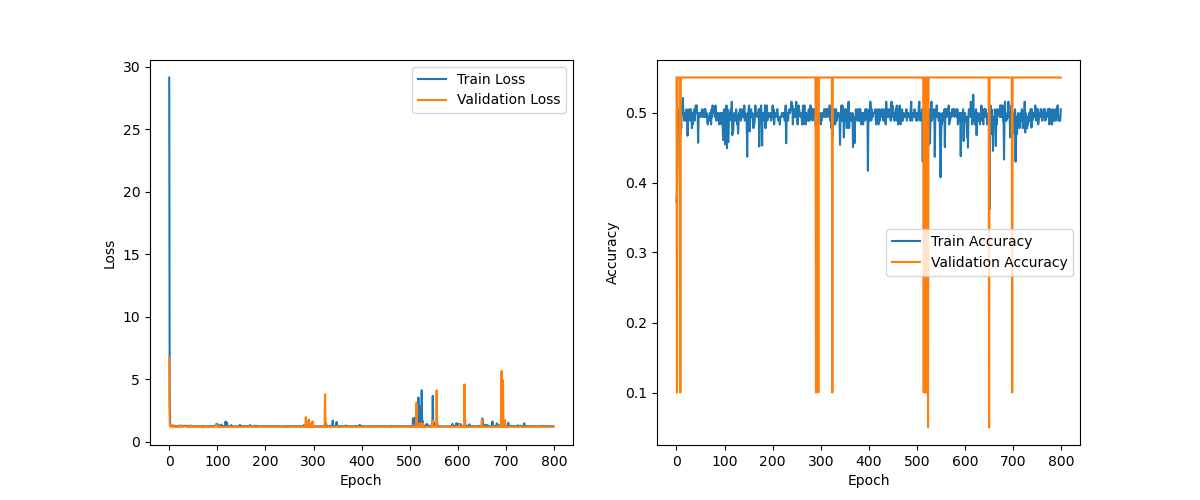 30
25
20
15
10
5
0
Loss
0 100 200 300 400 500 600 700 800
Epoch
Train Loss
Validation Loss
0.5
0.4
0.3
0.2
0.1
Accuracy
0 100 200 300 400 500 600 700 800
Epoch
Train Accuracy
Validation Accuracy